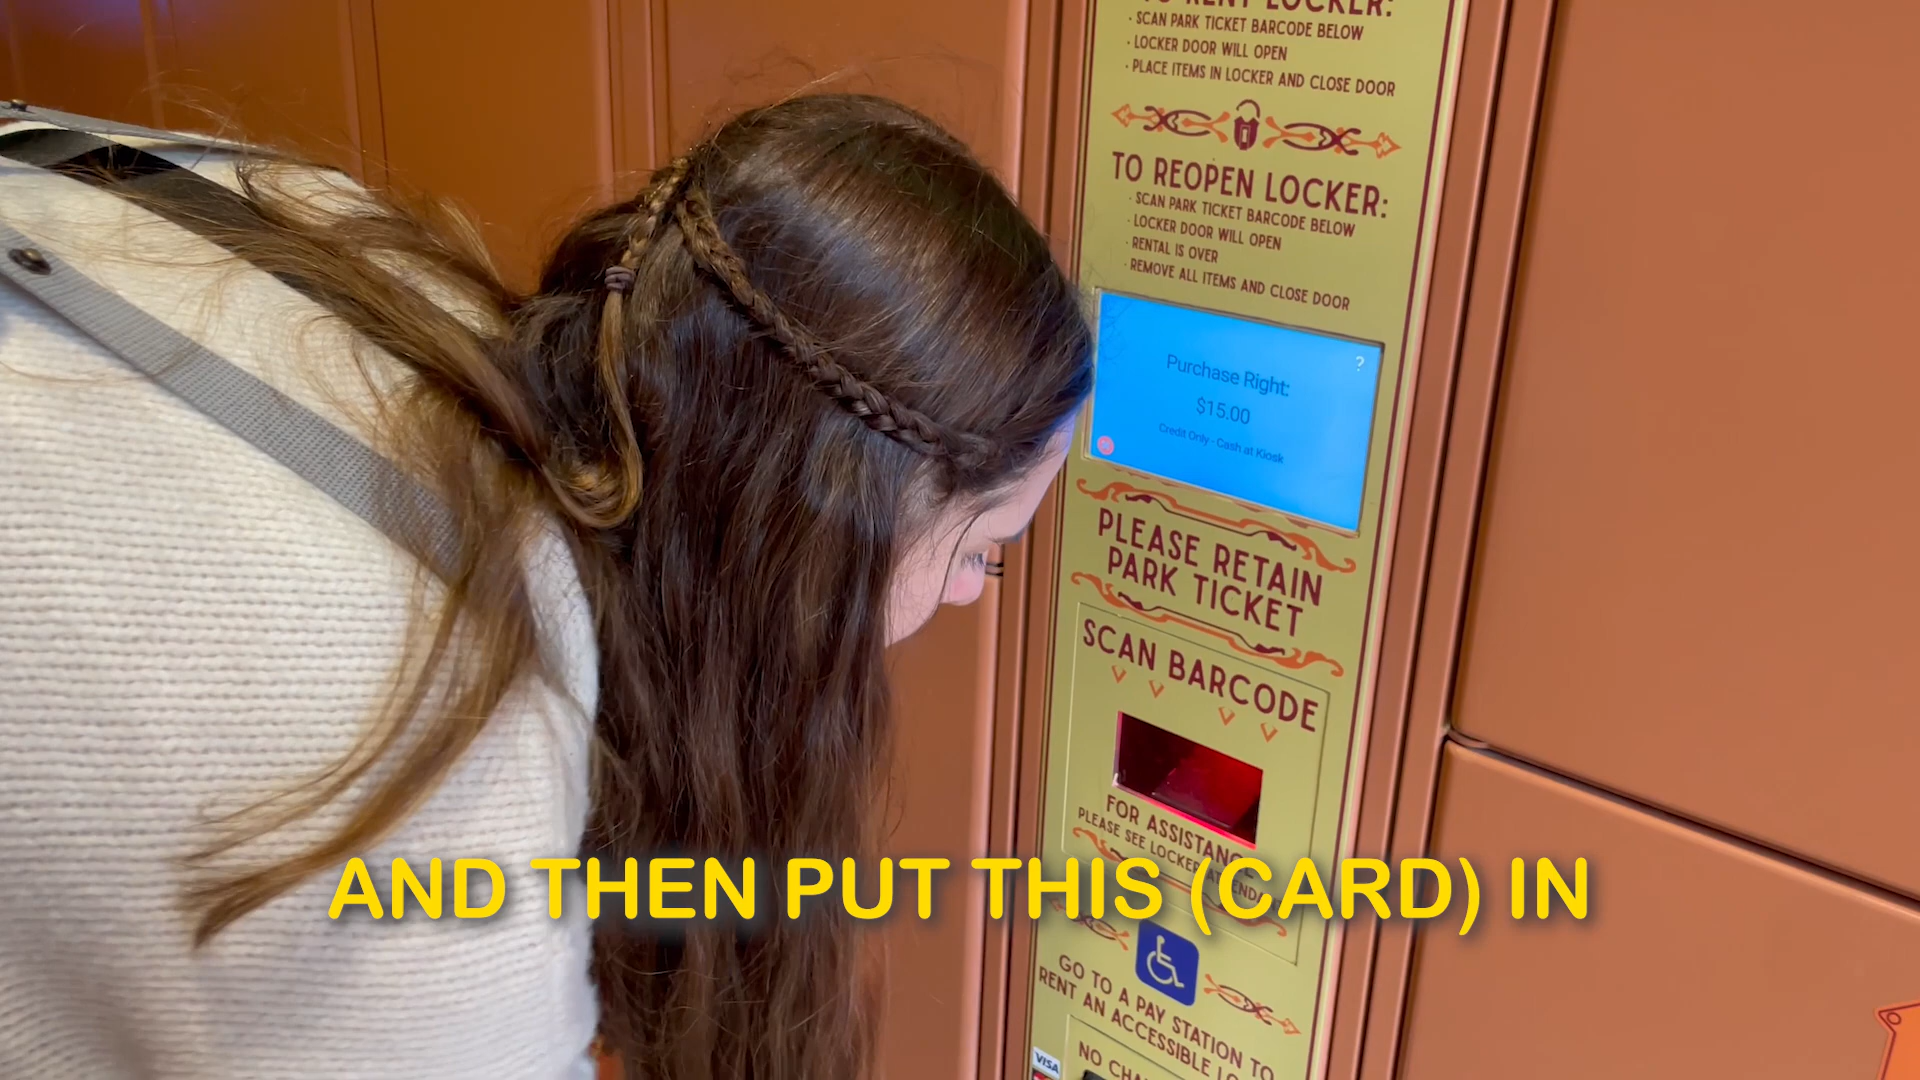 TO RENT LOCKER:
· SCAN PARK TICKET BARCODE BELOW
· LOCKER DOOR WILL OPEN
· PLACE ITEMS IN LOCKER AND CLOSE DOOR
TO REOPEN LOCKER:
· SCAN PARK TICKET BARCODE BELOW
· LOCKER DOOR WILL OPEN
· RENTAL IS OVER
· REMOVE ALL ITEMS AND CLOSE DOOR
?
Purchase Right:
$15.00
Credit Only - Cash at Kiosk
PLEASE RETAIN
PARK TICKET
SCAN BARCODE
FOR ASSISTANCE
PLEASE SEE LOCKER
AND THEN PUT THIS (CARD) IN
GO TO A PAY STATION TO
RENT AN ACCESSIBLE
NO
VISA